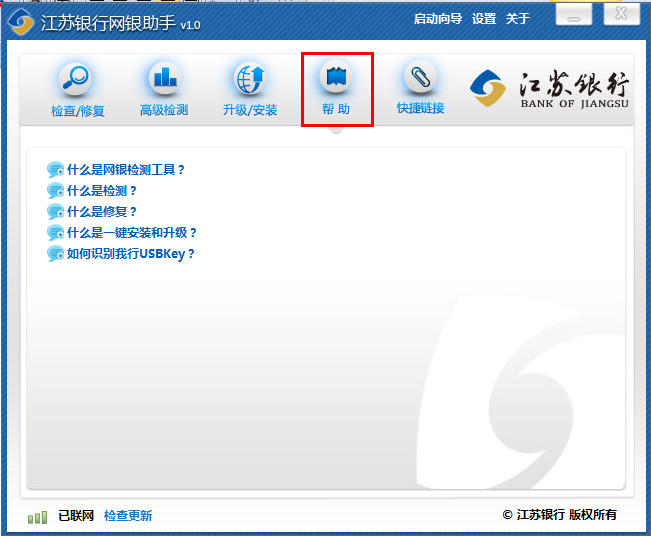 江苏银行网银助手 v1.0
启动向导 设置 关于
检查/修复 高级检测 升级/安装 帮 助 快捷链接
江苏银行
BANK OF JIANGSU
什么是网银检测工具？
什么是检测？
什么是修复？
什么是一键安装和升级？
如何识别我行USBKey？
已联网 检查更新
© 江苏银行 版权所有